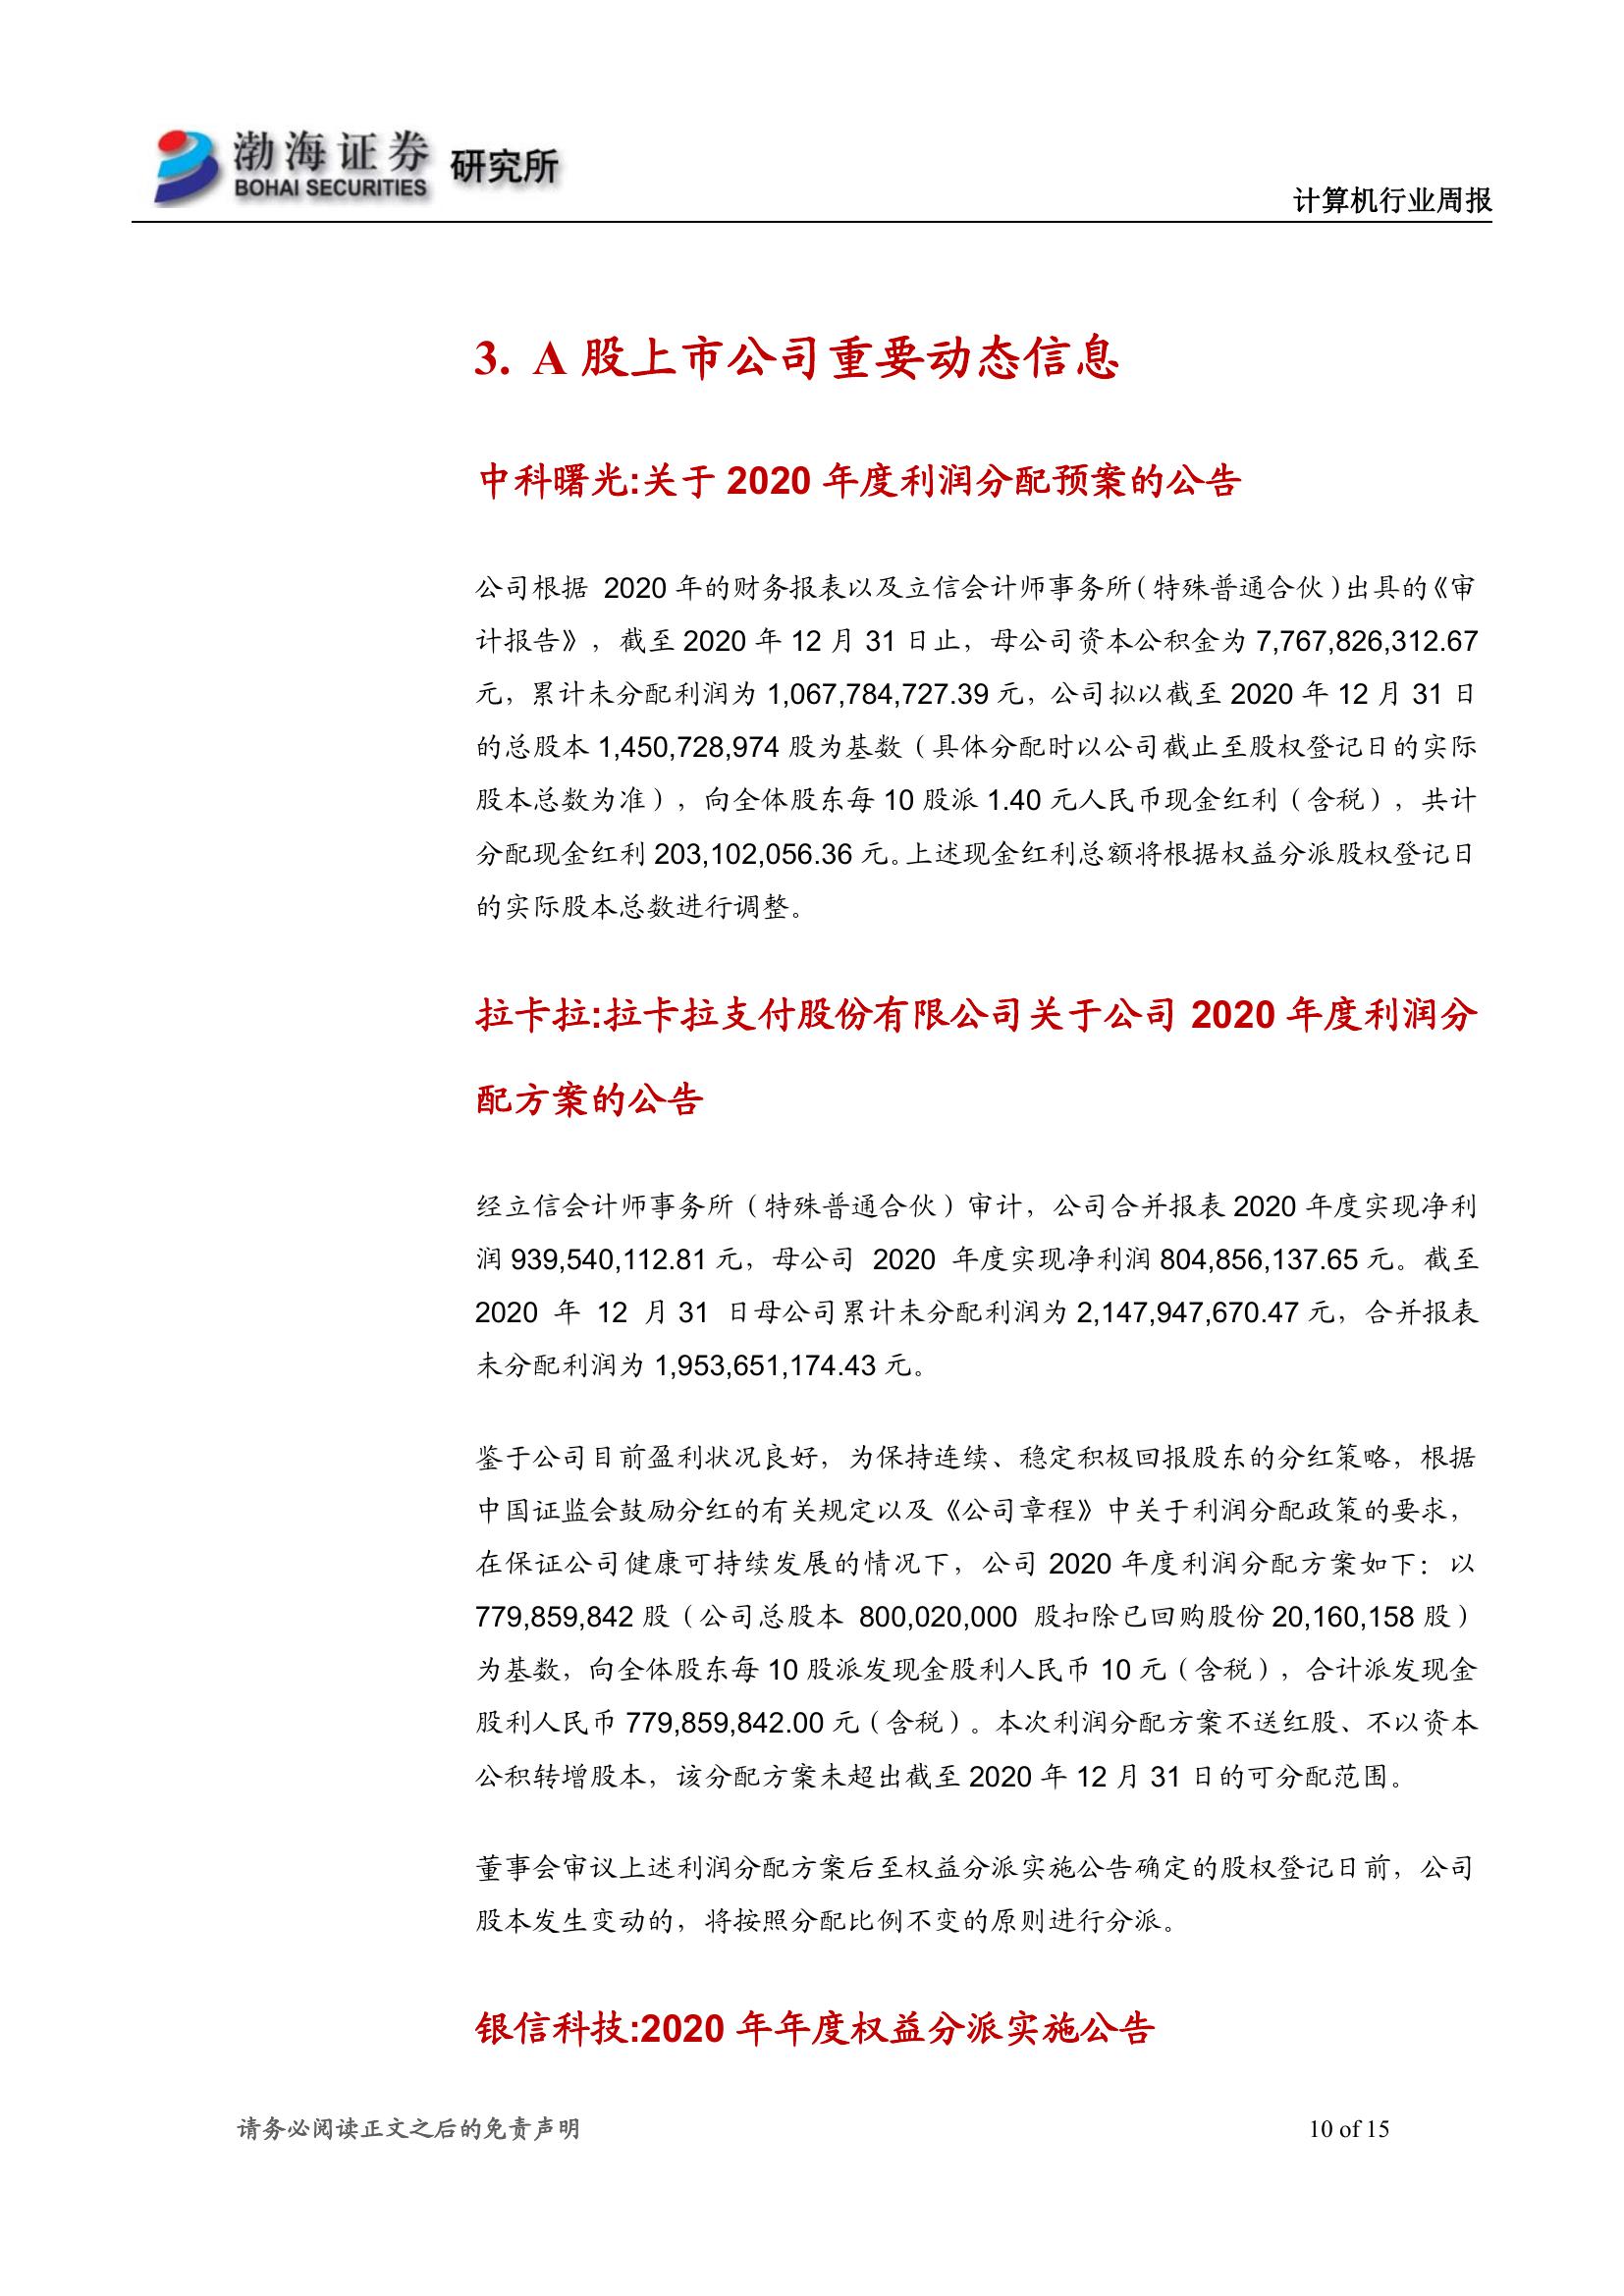 渤海证券 研究所
BOHAI SECURITIES
计算机行业周报
3. A 股上市公司重要动态信息
中科曙光:关于 2020 年度利润分配预案的公告
公司根据 2020 年的财务报表以及立信会计师事务所（特殊普通合伙）出具的《审
计报告》，截至 2020 年 12 月 31 日止，母公司资本公积金为 7,767,826,312.67
元，累计未分配利润为 1,067,784,727.39 元，公司拟以截至 2020 年 12 月 31 日
的总股本 1,450,728,974 股为基数（具体分配时以公司截止至股权登记日的实际
股本总数为准），向全体股东每 10 股派 1.40 元人民币现金红利（含税），共计
分配现金红利 203,102,056.36 元。上述现金红利总额将根据权益分派股权登记日
的实际股本总数进行调整。
拉卡拉:拉卡拉支付股份有限公司关于公司 2020 年度利润分
配方案的公告
经立信会计师事务所（特殊普通合伙）审计，公司合并报表 2020 年度实现净利
润 939,540,112.81 元，母公司 2020 年度实现净利润 804,856,137.65 元。截至
2020 年 12 月 31 日母公司累计未分配利润为 2,147,947,670.47 元，合并报表
未分配利润为 1,953,651,174.43 元。
鉴于公司目前盈利状况良好，为保持连续、稳定积极回报股东的分红策略，根据
中国证监会鼓励分红的有关规定以及《公司章程》中关于利润分配政策的要求，
在保证公司健康可持续发展的情况下，公司 2020 年度利润分配方案如下：以
779,859,842 股（公司总股本 800,020,000 股扣除已回购股份 20,160,158 股）
为基数，向全体股东每 10 股派发现金股利人民币 10 元（含税），合计派发现金
股利人民币 779,859,842.00 元（含税）。本次利润分配方案不送红股、不以资本
公积转增股本，该分配方案未超出截至 2020 年 12 月 31 日的可分配范围。
董事会审议上述利润分配方案后至权益分派实施公告确定的股权登记日前，公司
股本发生变动的，将按照分配比例不变的原则进行分派。
银信科技:2020 年年度权益分派实施公告
请务必阅读正文之后的免责声明
10 of 15